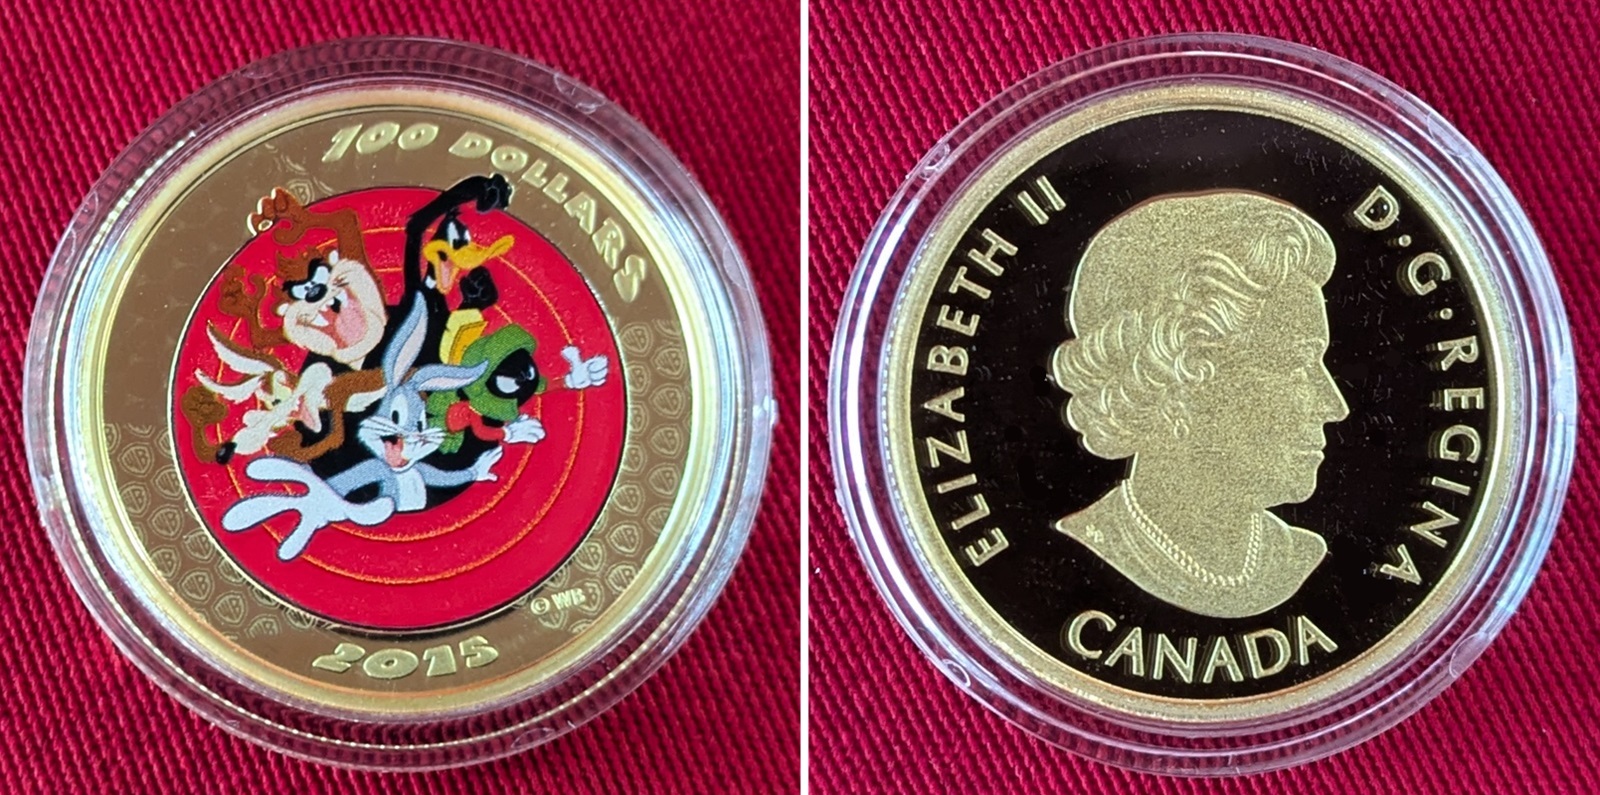 100 DOLLARS
© WB
2015
ELIZABETH II
D·G·REGINA
CANADA